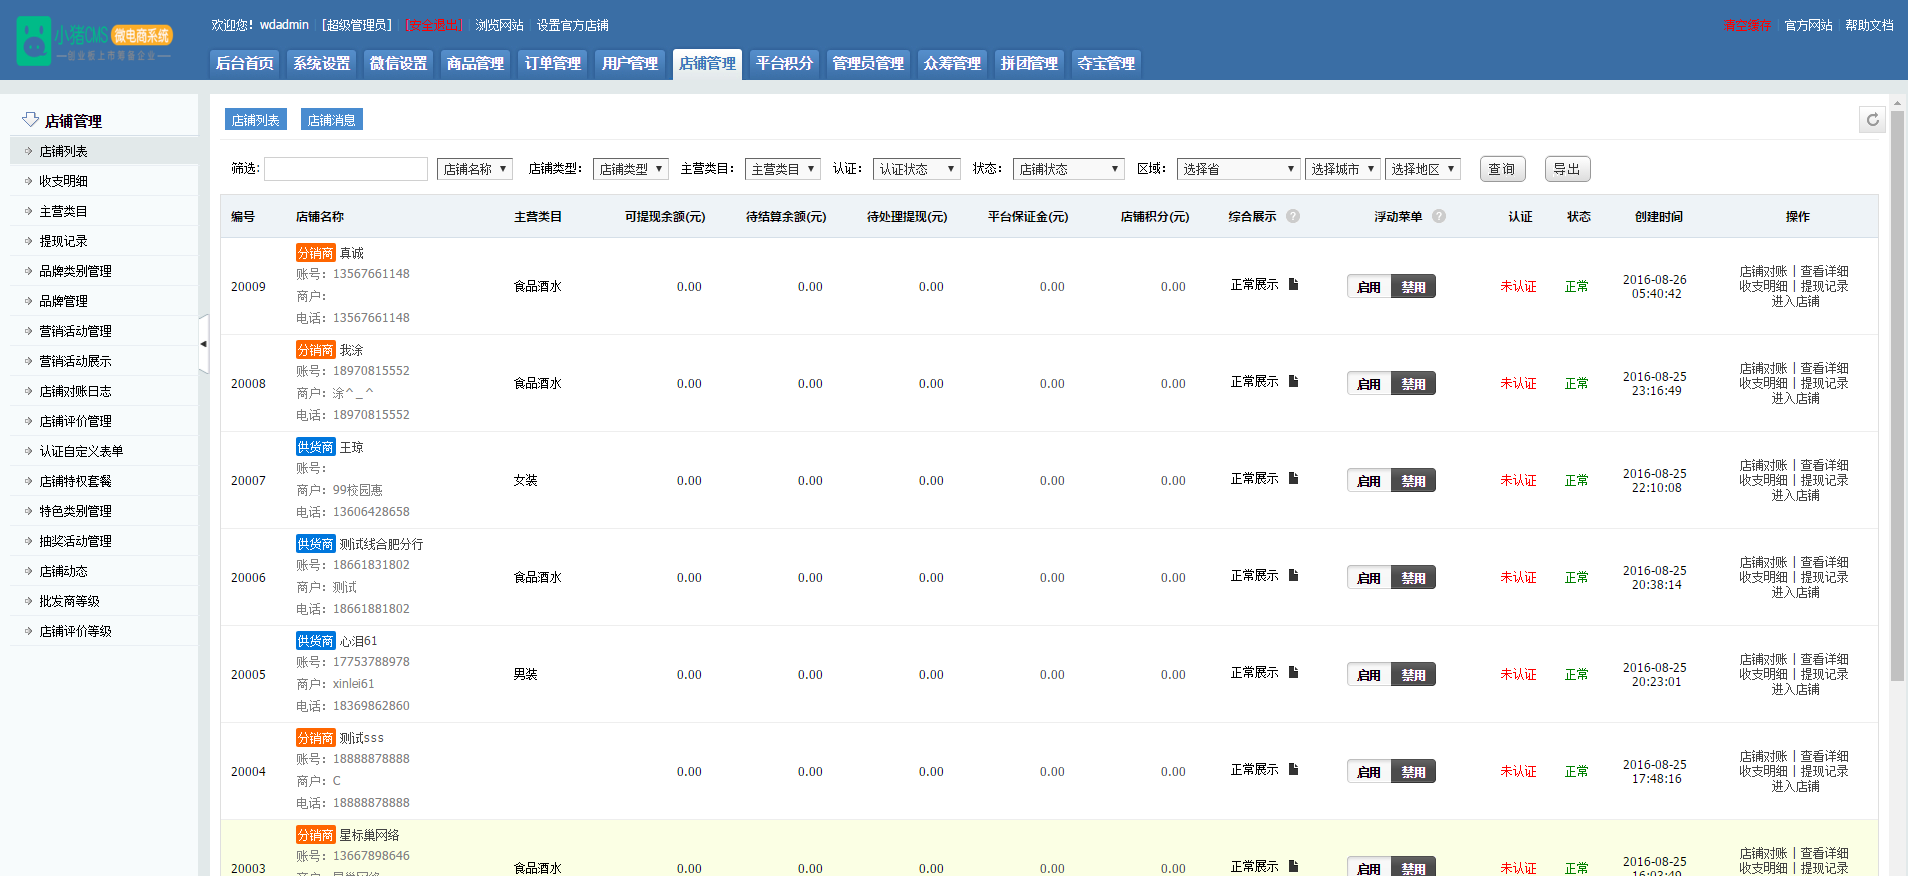 小猪CMS 微电商系统
创业板上市筹备企业
欢迎您! wdadmin [超级管理员] [安全退出] 浏览网站 设置官方店铺
清空缓存 官方网站 帮助文档
后台首页 系统设置 微信设置 商品管理 订单管理 用户管理 店铺管理 平台积分 管理员管理 众筹管理 拼团管理 夺宝管理
店铺管理
店铺列表
收支明细
主营类目
提现记录
品牌类别管理
品牌管理
营销活动管理
营销活动展示
店铺对账日志
店铺评价管理
认证自定义表单
店铺特权套餐
特色类别管理
抽奖活动管理
店铺动态
批发商等级
店铺评价等级
店铺列表 店铺消息
筛选: 店铺名称 店铺类型: 店铺类型 主营类目: 主营类目 认证: 认证状态 状态: 店铺状态 区域: 选择省 选择城市 选择地区 查询 导出
编号 店铺名称 主营类目 可提现余额(元) 待结算余额(元) 待处理提现(元) 平台保证金(元) 店铺积分(元) 综合展示 ? 浮动菜单 ? 认证 状态 创建时间 操作
分销商 真诚
账号: 13567661148
商户:
电话: 13567661148
20009 食品酒水 0.00 0.00 0.00 0.00 0.00 正常展示 启用 禁用 未认证 正常
2016-08-26
05:40:42
店铺对账 | 查看详细
收支明细 | 提现记录
进入店铺
分销商 我涂
账号: 18970815552
商户: 涂^_^
电话: 18970815552
20008 食品酒水 0.00 0.00 0.00 0.00 0.00 正常展示 启用 禁用 未认证 正常
2016-08-25
23:16:49
店铺对账 | 查看详细
收支明细 | 提现记录
进入店铺
供货商 王琼
账号:
商户: 99校园惠
电话: 13606428658
20007 女装 0.00 0.00 0.00 0.00 0.00 正常展示 启用 禁用 未认证 正常
2016-08-25
22:10:08
店铺对账 | 查看详细
收支明细 | 提现记录
进入店铺
供货商 测试线合肥分行
账号: 18661831802
商户: 测试
电话: 18661881802
20006 食品酒水 0.00 0.00 0.00 0.00 0.00 正常展示 启用 禁用 未认证 正常
2016-08-25
20:38:14
店铺对账 | 查看详细
收支明细 | 提现记录
进入店铺
供货商 心泪61
账号: 17753788978
商户: xinlei61
电话: 18369862860
20005 男装 0.00 0.00 0.00 0.00 0.00 正常展示 启用 禁用 未认证 正常
2016-08-25
20:23:01
店铺对账 | 查看详细
收支明细 | 提现记录
进入店铺
分销商 测试sss
账号: 18888878888
商户: C
电话: 18888878888
20004 0.00 0.00 0.00 0.00 0.00 正常展示 启用 禁用 未认证 正常
2016-08-25
17:48:16
店铺对账 | 查看详细
收支明细 | 提现记录
进入店铺
分销商 星标巢网络
账号: 13667898646
20003 食品酒水 0.00 0.00 0.00 0.00 0.00 正常展示 启用 禁用 未认证 正常
2016-08-25
16:03:49
店铺对账 | 查看详细
收支明细 | 提现记录